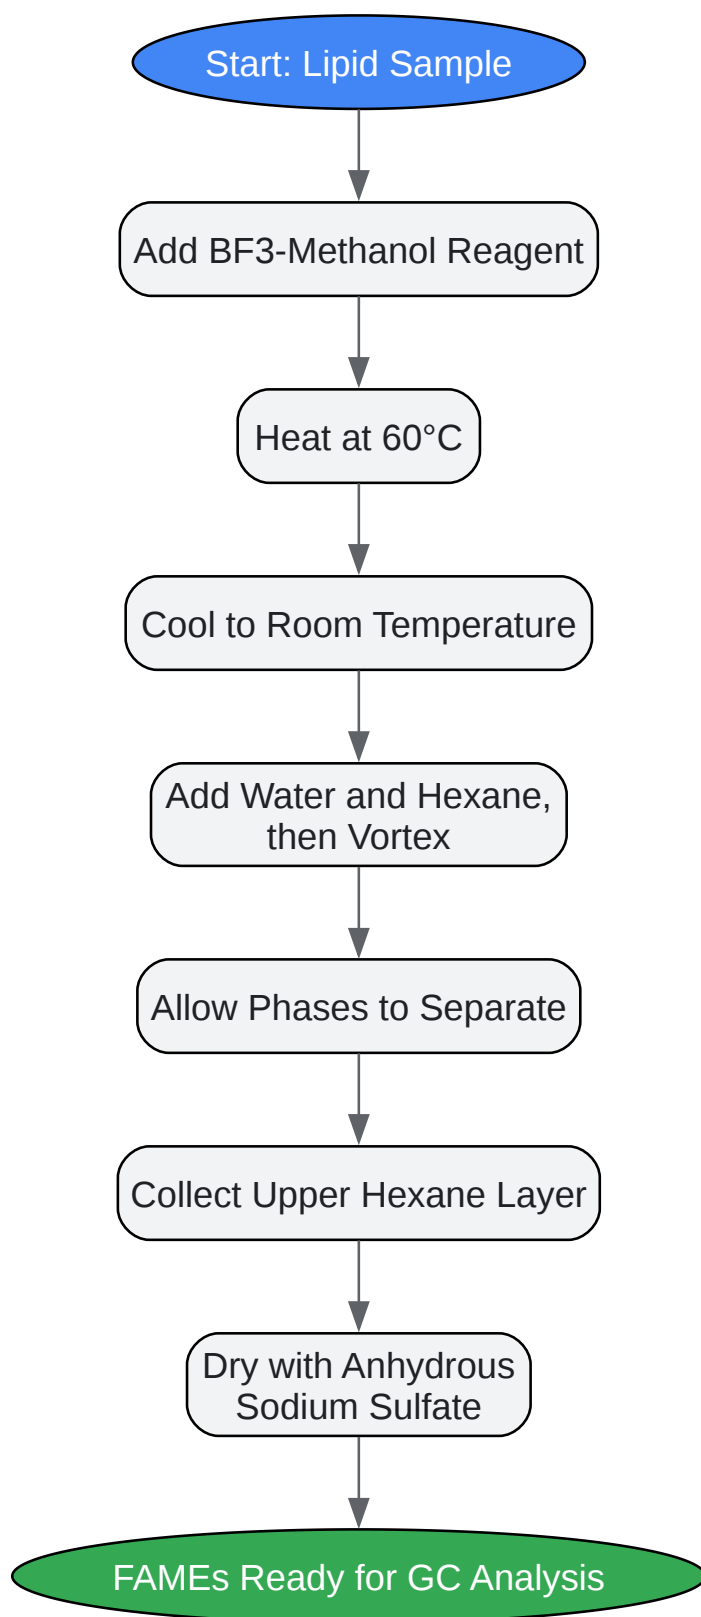 Start: Lipid Sample
Add BF3-Methanol Reagent
Heat at 60°C
Cool to Room Temperature
Add Water and Hexane,
then Vortex
Allow Phases to Separate
Collect Upper Hexane Layer
Dry with Anhydrous
Sodium Sulfate
FAMEs Ready for GC Analysis